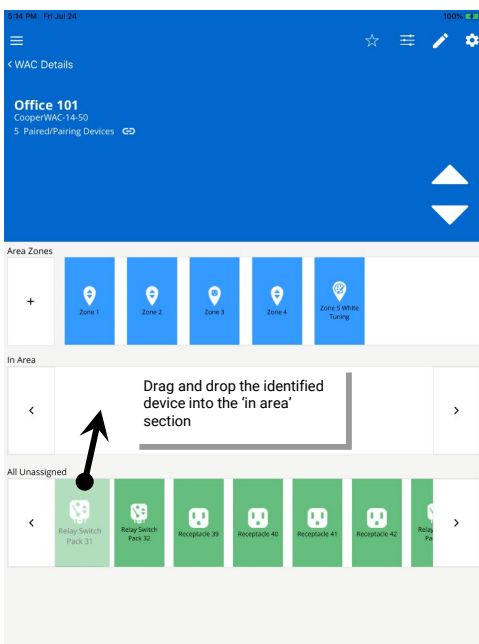 5:14 PM Fri Jul 24
100%
< WAC Details
Office 101
CooperWAC-14-50
5 Paired/Pairing Devices
Area Zones
+
Zone 1
Zone 2
Zone 3
Zone 4
Zone 5 White
Tuning
In Area
Drag and drop the identified
device into the 'in area'
section
All Unassigned
Relay Switch
Pack 31
Relay Switch
Pack 32
Receptacle 39
Receptacle 40
Receptacle 41
Receptacle 42
Relay
Pa